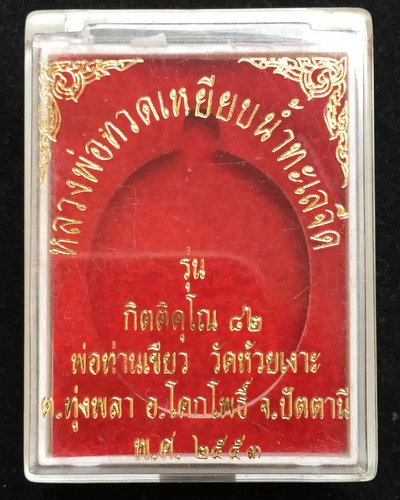 หลวงพ่อทวดเหยียบน้ำทะเลจืด
รุ่น
กิตติคุโณ ๘๒
พ่อท่านเขียว วัดห้วยเงาะ
ต.ทุ่งพลา อ.โคกโพธิ์ จ.ปัตตานี
พ.ศ. ๒๕๕๓